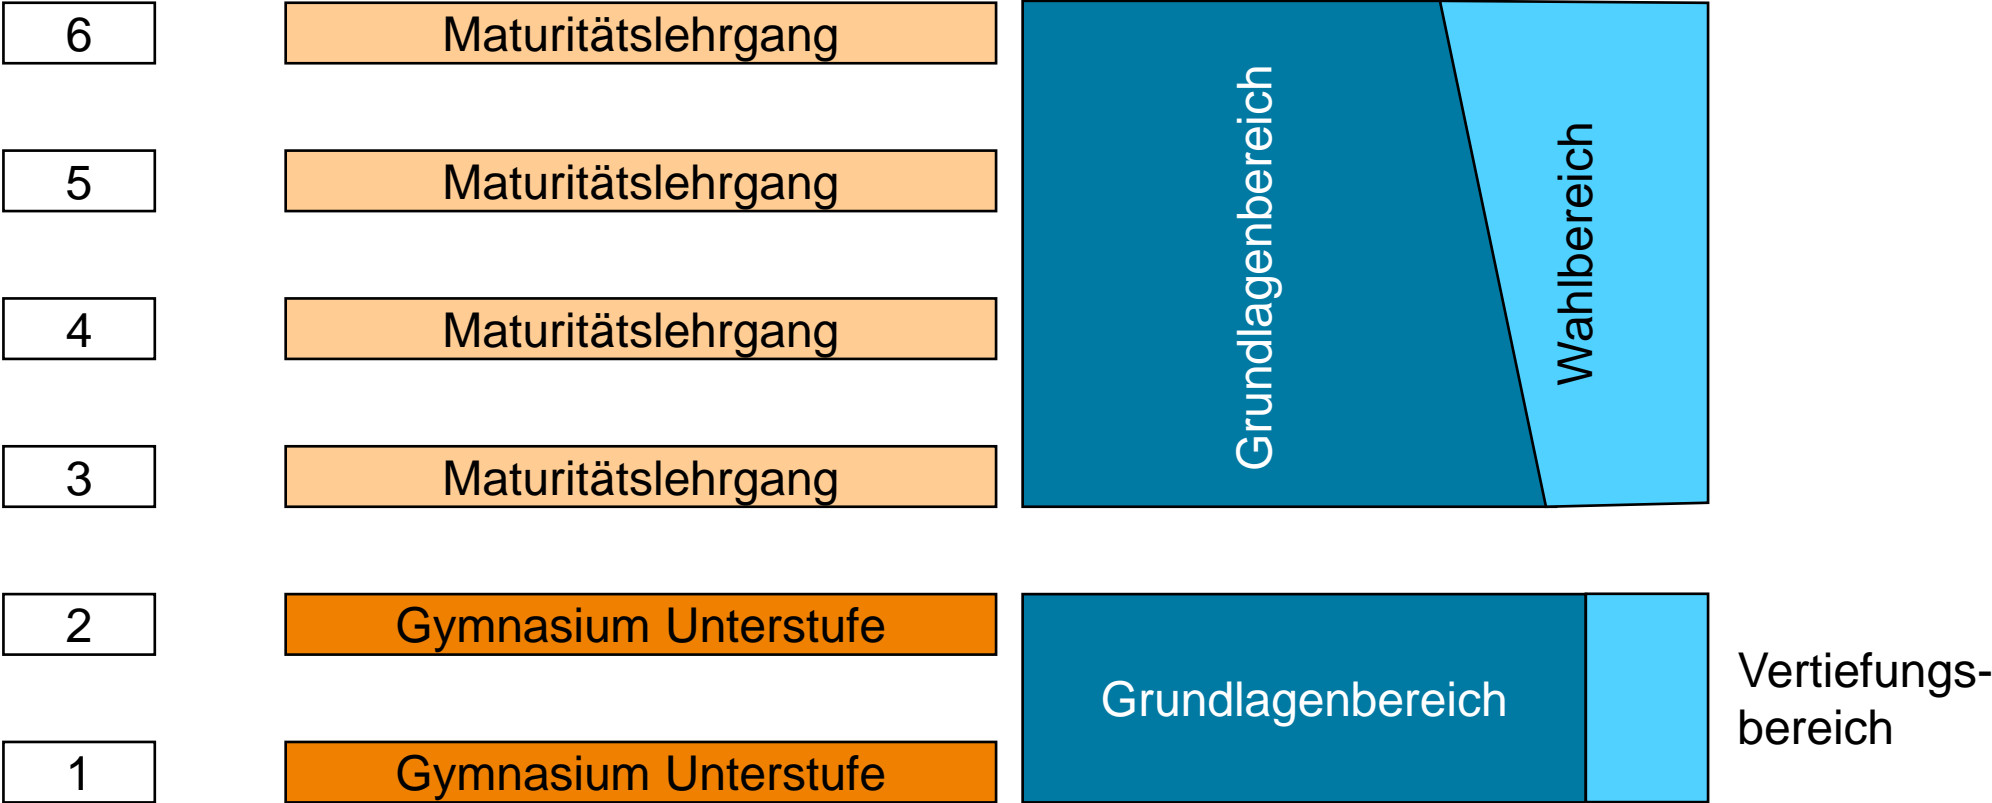 6
Maturitätslehrgang
5
Maturitätslehrgang
4
Maturitätslehrgang
3
Maturitätslehrgang
Grundlagenbereich
Wahlbereich
2
Gymnasium Unterstufe
1
Gymnasium Unterstufe
Grundlagenbereich
Vertiefungs-
bereich